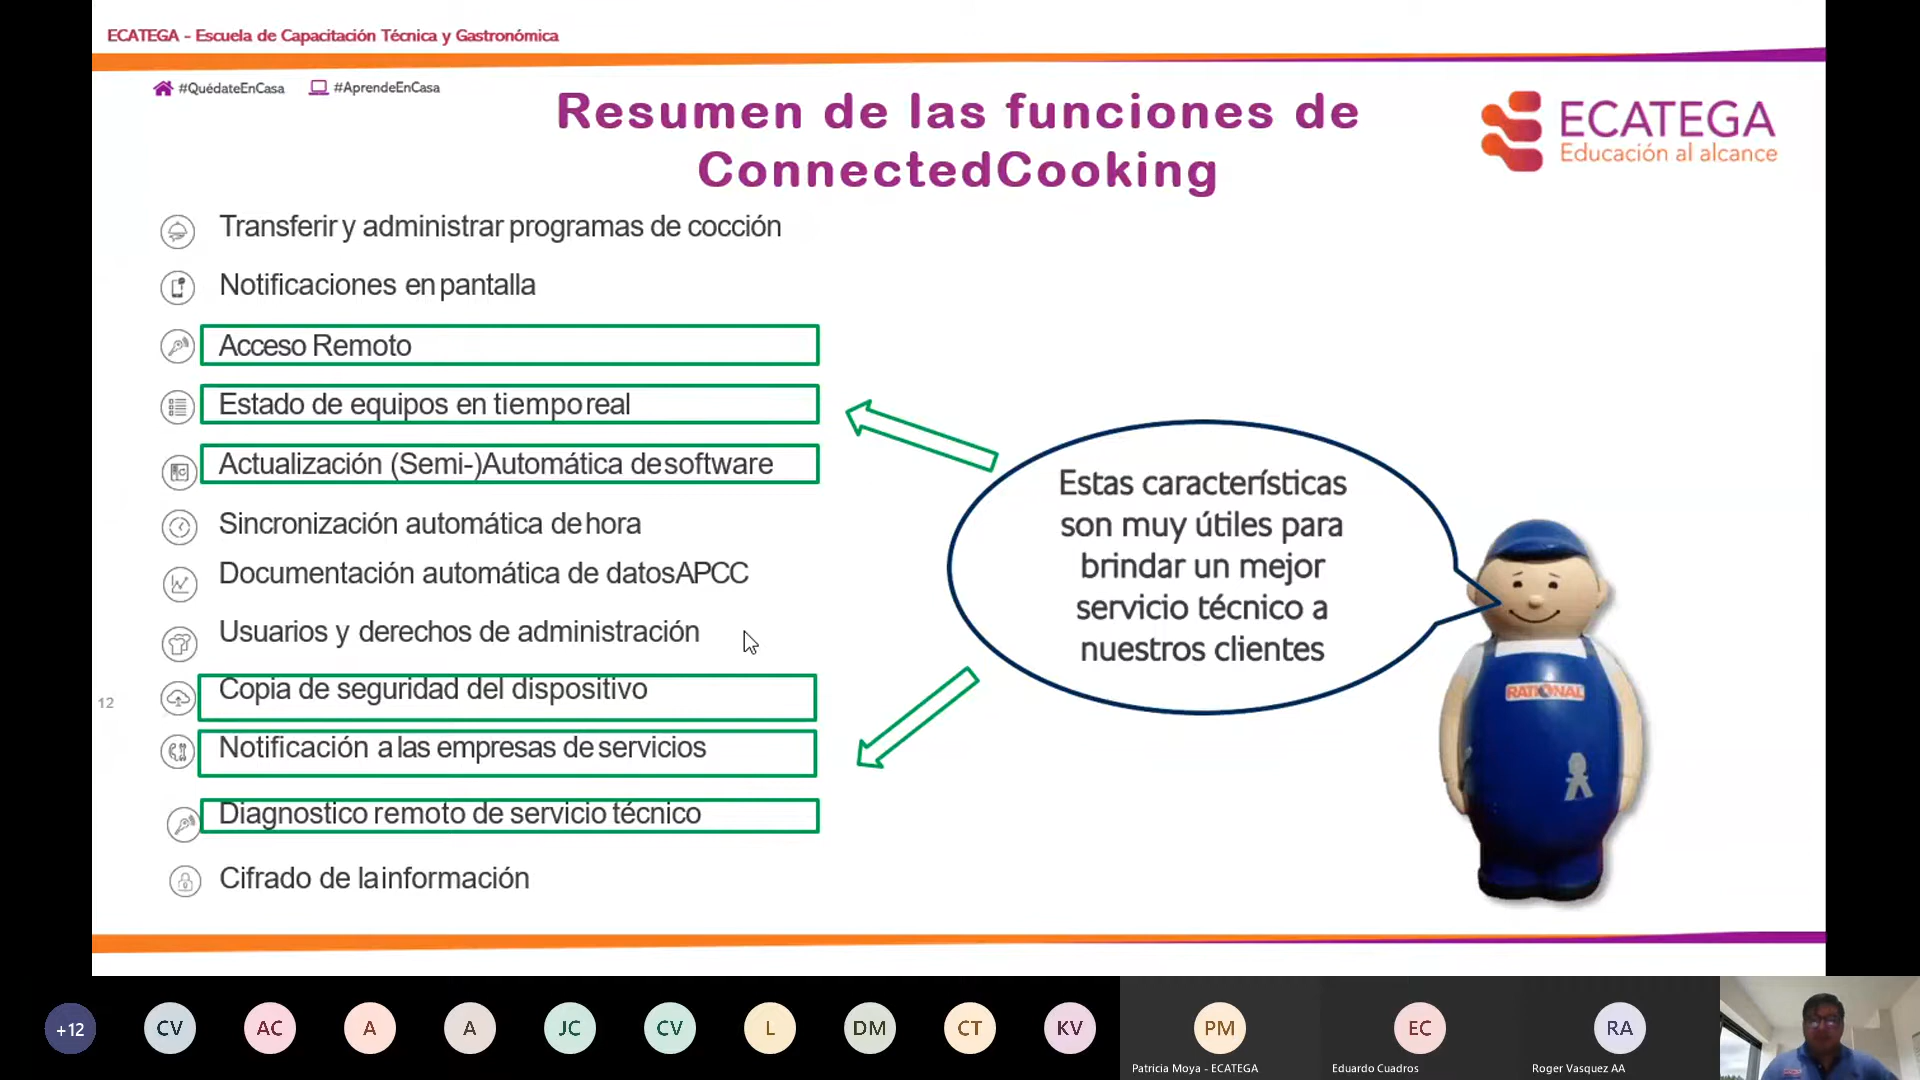 ECATEGA - Escuela de Capacitación Técnica y Gastronómica
#QuédateEnCasa #AprendeEnCasa
Resumen de las funciones de
ConnectedCooking
ECATEGA
Educación al alcance
Transferir y administrar programas de cocción
Notificaciones en pantalla
Acceso Remoto
Estado de equipos en tiempo real
Actualización (Semi-)Automática de software
Sincronización automática de hora
Documentación automática de datos APCC
Usuarios y derechos de administración
Copia de seguridad del dispositivo
Notificación a las empresas de servicios
Diagnostico remoto de servicio técnico
Cifrado de la información
Estas características
son muy útiles para
brindar un mejor
servicio técnico a
nuestros clientes
RATIONAL
12
+12 CV AC A A JC CV L DM CT KV PM EC RA
Patricia Moya - ECATEGA Eduardo Cuadros Roger Vasquez AA